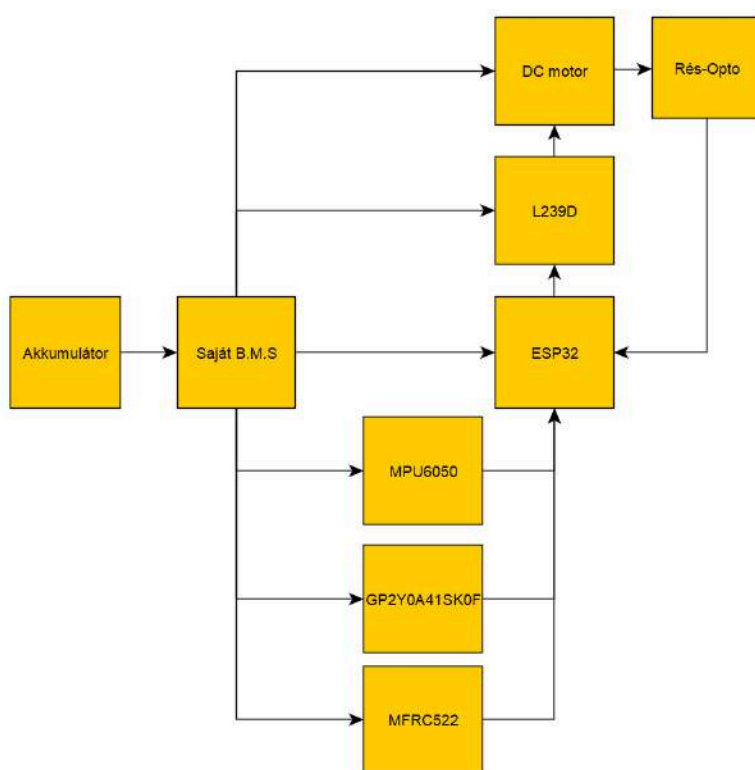 DC motor
Rés-Opto
L239D
Akkumulátor
Saját B.M.S
ESP32
MPU6050
GP2Y0A41SK0F
MFRC522